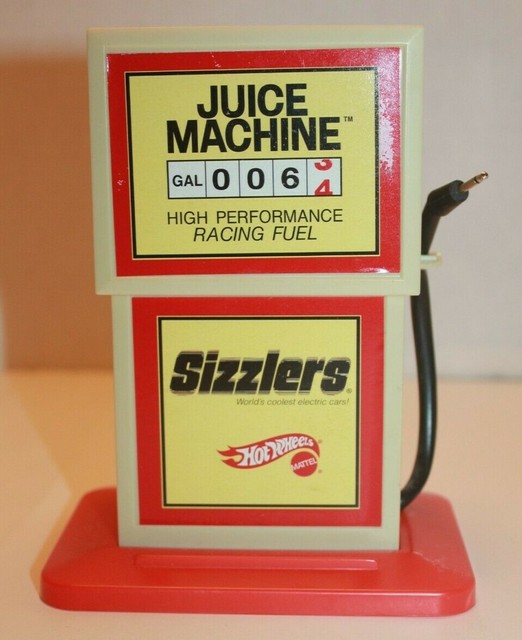 JUICE
MACHINE™
GAL 0 0 6 3
4
HIGH PERFORMANCE
RACING FUEL
Sizzlers®
World's coolest electric cars!
Hot Wheels®
MATTEL®